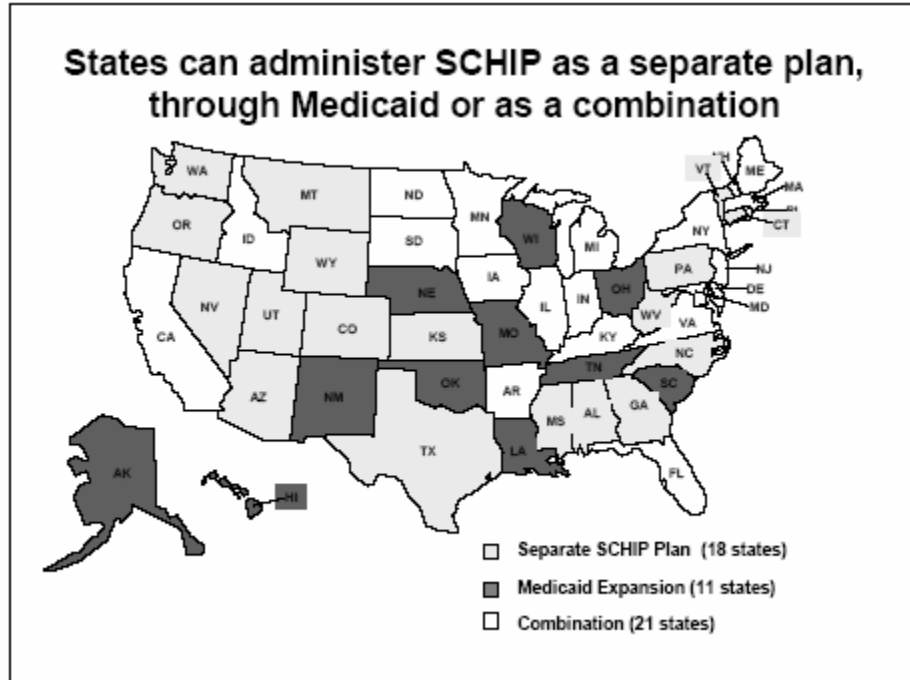 States can administer SCHIP as a separate plan,
through Medicaid or as a combination
WA
MT
ND
MN
VT
ME
MA
OR
ID
SD
WI
MI
NY
CT
WY
IA
PA
NJ
NE
OH
DE
NV
UT
IL
IN
WV
MD
CO
VA
CA
KS
MO
KY
NC
TN
AZ
NM
OK
AR
SC
MS
AL
GA
TX
LA
AK
FL
HI
Separate SCHIP Plan (18 states)
Medicaid Expansion (11 states)
Combination (21 states)